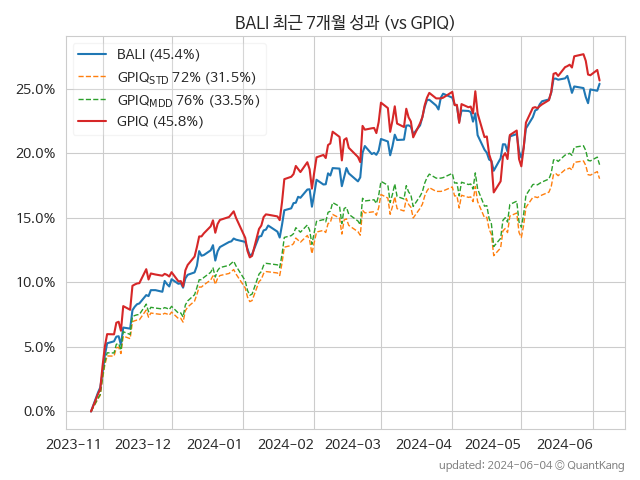 BALI 최근 7개월 성과 (vs GPIQ)
BALI (45.4%)
GPIQSTD 72% (31.5%)
GPIQMDD 76% (33.5%)
GPIQ (45.8%)
25.0%
20.0%
15.0%
10.0%
5.0%
0.0%
2023-11 2023-12 2024-01 2024-02 2024-03 2024-04 2024-05 2024-06
updated: 2024-06-04 © QuantKang